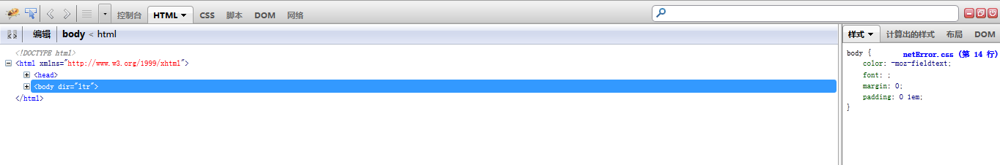 控制台 HTML CSS 脚本 DOM 网络
编辑 body < html
样式 计算出的样式 布局 DOM
<!DOCTYPE html>
<html xmlns="http://www.w3.org/1999/xhtml">
<head>
<body dir="ltr">
</html>
body { netError.css (第 14 行)
color: -moz-fieldtext;
font: ;
margin: 0;
padding: 0 1em;
}